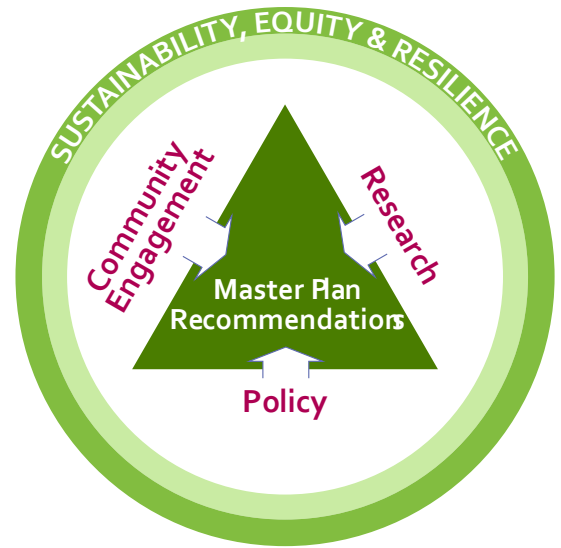 SUSTAINABILITY, EQUITY & RESILIENCE
Community
Engagement
Research
Master Plan
Recommendations
Policy